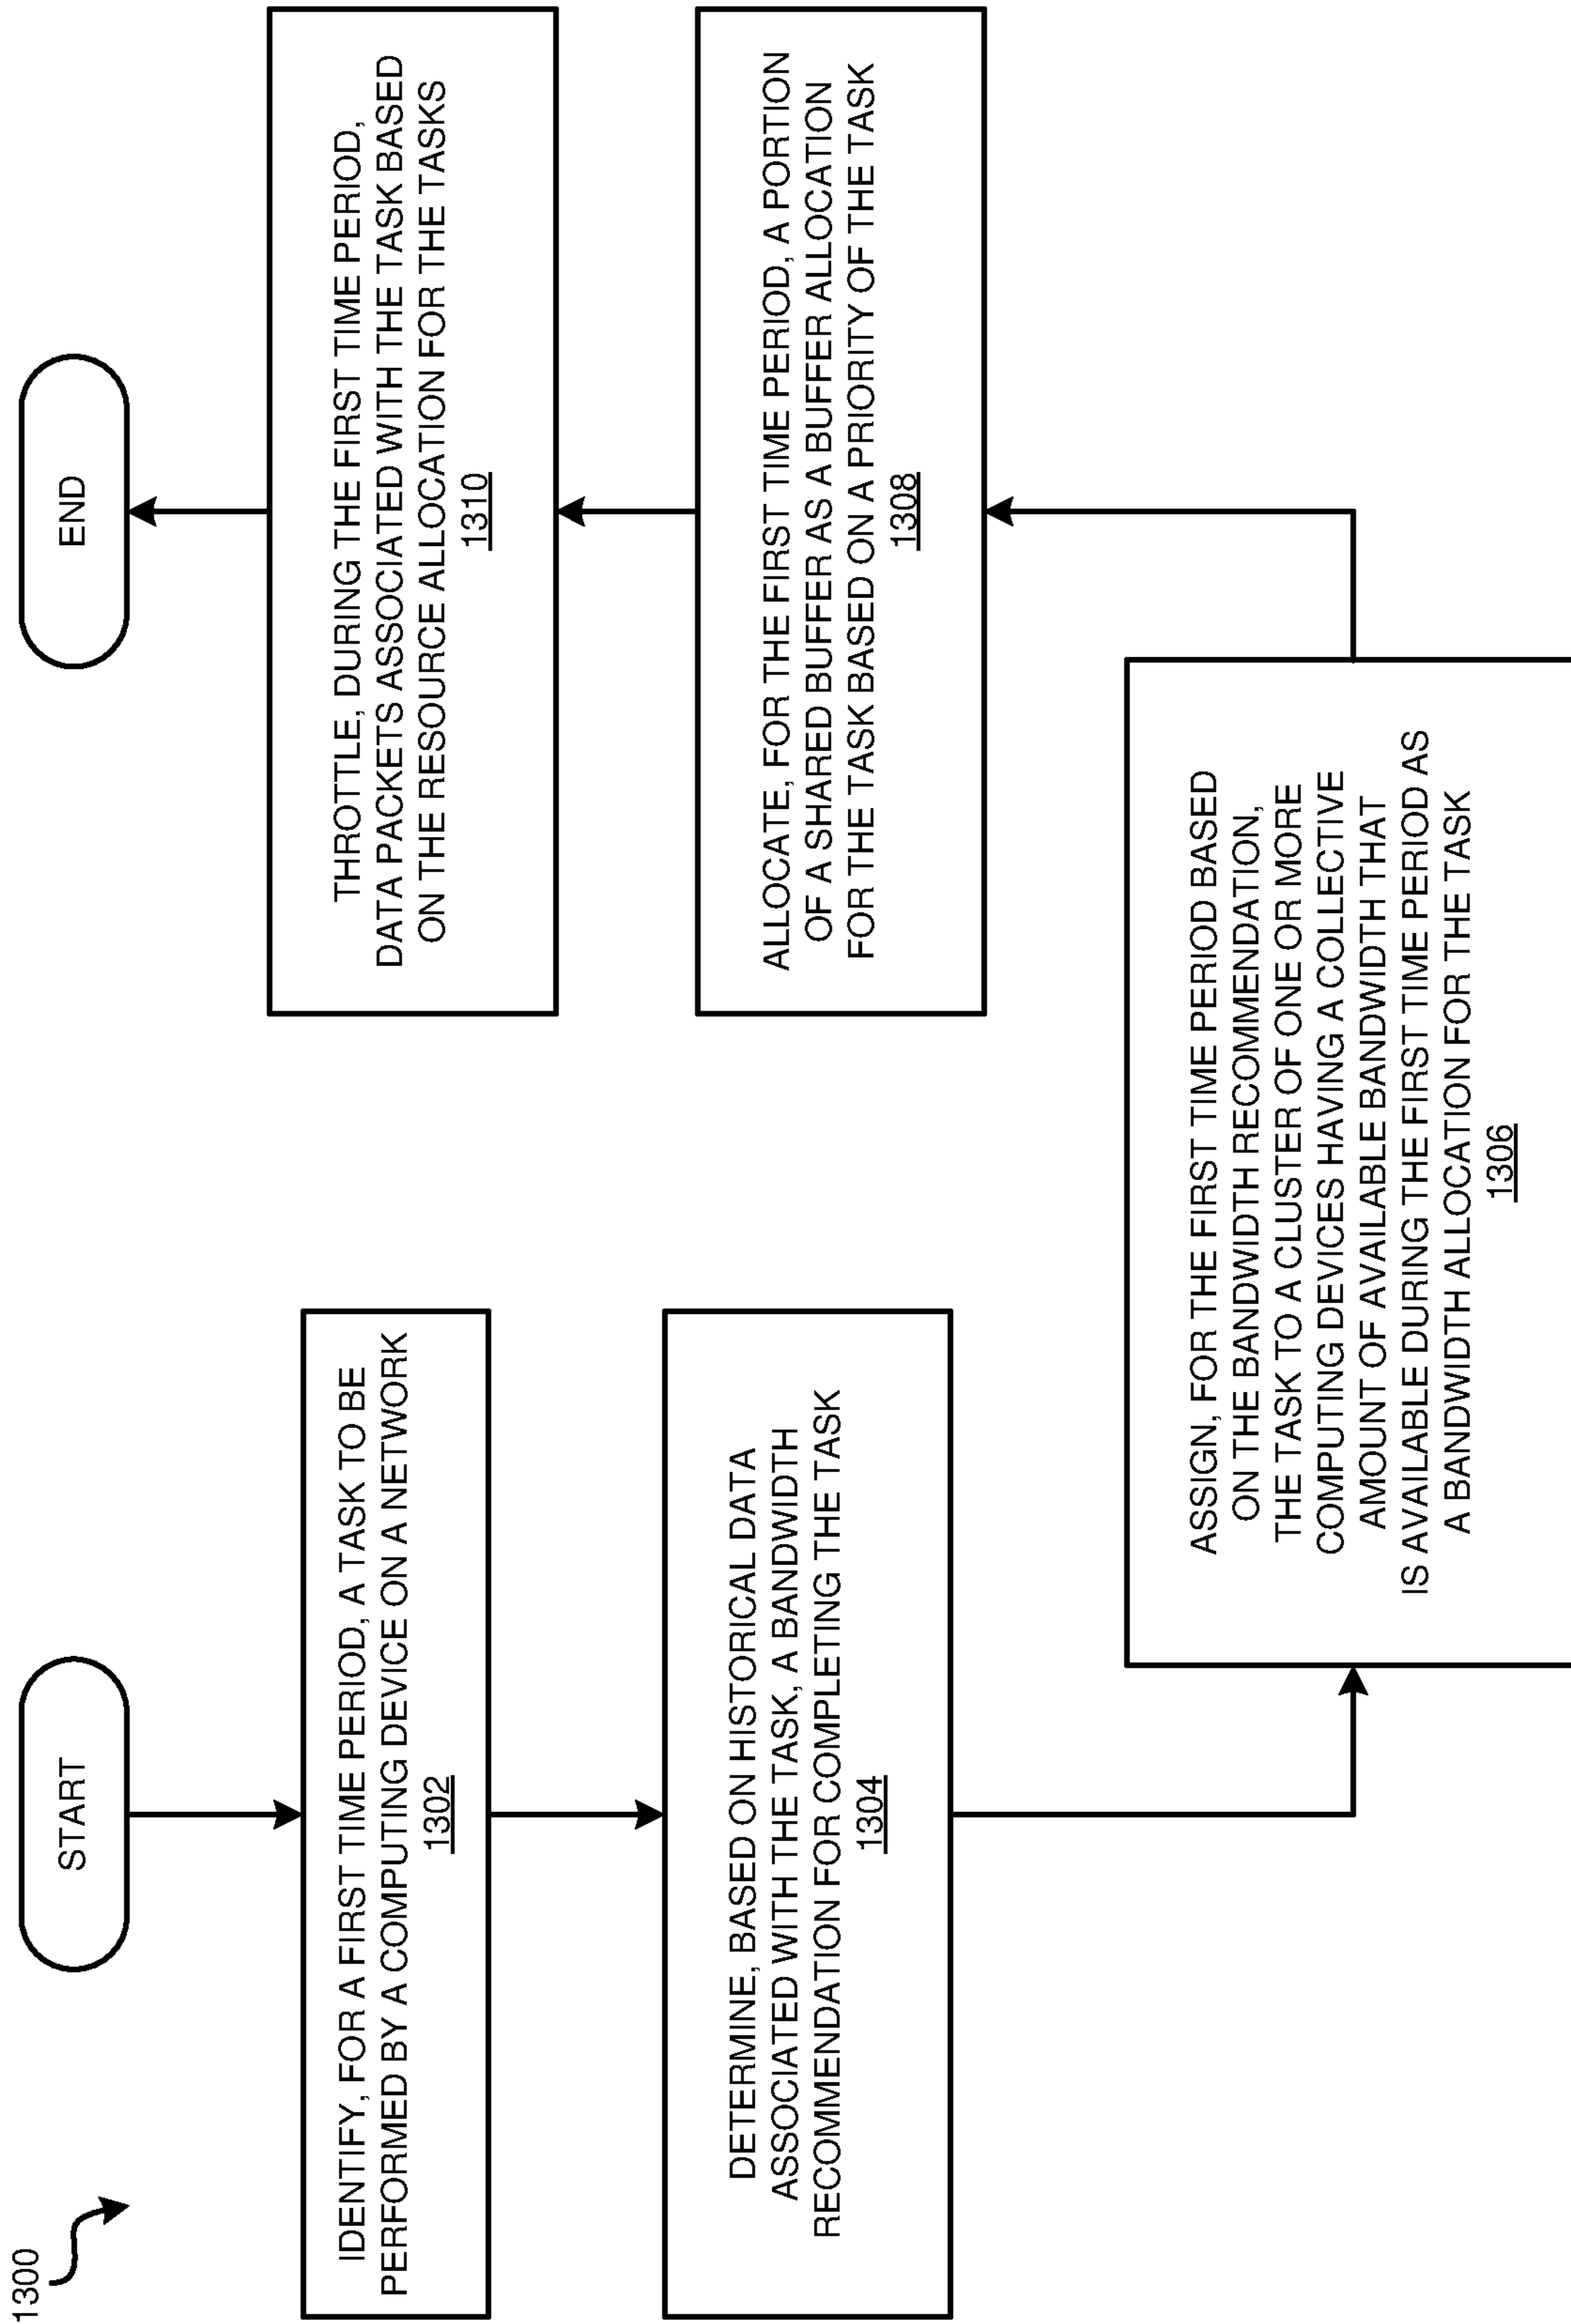 1300
START
IDENTIFY, FOR A FIRST TIME PERIOD, A TASK TO BE
PERFORMED BY A COMPUTING DEVICE ON A NETWORK
1302
DETERMINE, BASED ON HISTORICAL DATA
ASSOCIATED WITH THE TASK, A BANDWIDTH
RECOMMENDATION FOR COMPLETING THE TASK
1304
ASSIGN, FOR THE FIRST TIME PERIOD BASED
ON THE BANDWIDTH RECOMMENDATION,
THE TASK TO A CLUSTER OF ONE OR MORE
COMPUTING DEVICES HAVING A COLLECTIVE
AMOUNT OF AVAILABLE BANDWIDTH THAT
IS AVAILABLE DURING THE FIRST TIME PERIOD AS
A BANDWIDTH ALLOCATION FOR THE TASK
1306
ALLOCATE, FOR THE FIRST TIME PERIOD, A PORTION
OF A SHARED BUFFER AS A BUFFER ALLOCATION
FOR THE TASK BASED ON A PRIORITY OF THE TASK
1308
THROTTLE, DURING THE FIRST TIME PERIOD,
DATA PACKETS ASSOCIATED WITH THE TASK BASED
ON THE RESOURCE ALLOCATION FOR THE TASKS
1310
END